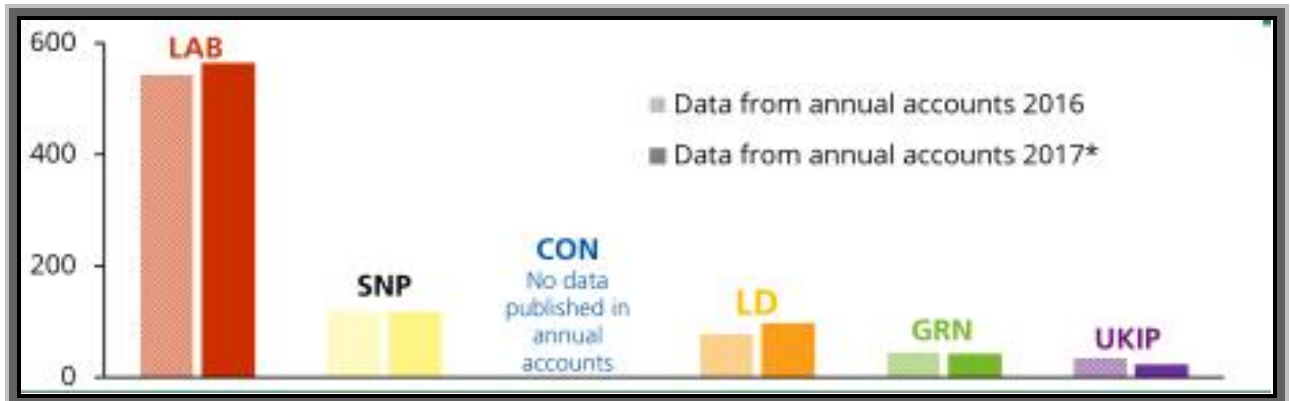 600
400
200
0
LAB
SNP
CON
No data
published in
annual
accounts
LD
GRN
UKIP
Data from annual accounts 2016
Data from annual accounts 2017*